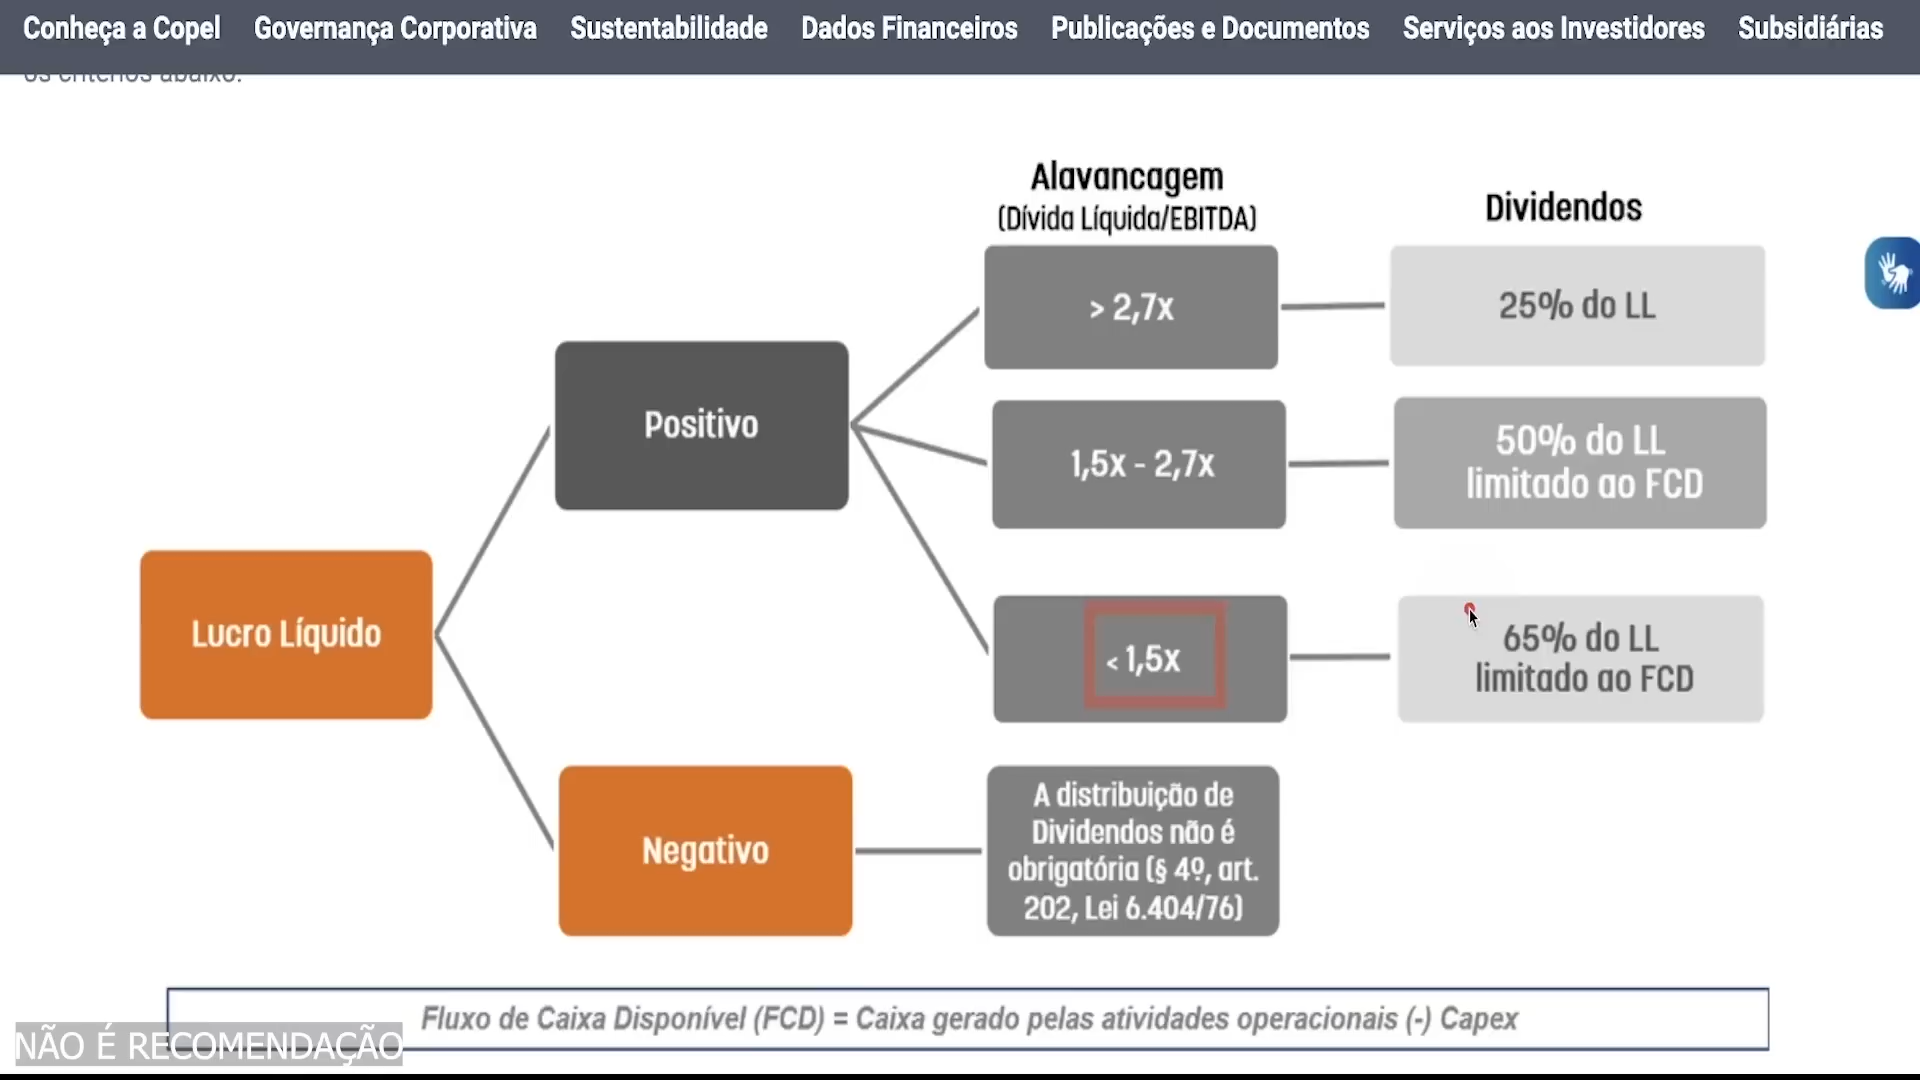 Conheça a Copel Governança Corporativa Sustentabilidade Dados Financeiros Publicações e Documentos Serviços aos Investidores Subsidiárias
os critérios abaixo:
Alavancagem
(Dívida Líquida/EBITDA)
Dividendos
> 2,7x
25% do LL
Positivo
1,5x - 2,7x
50% do LL
limitado ao FCD
Lucro Líquido
< 1,5x
65% do LL
limitado ao FCD
Negativo
A distribuição de
Dividendos não é
obrigatória (§ 4º, art.
202, Lei 6.404/76)
Fluxo de Caixa Disponível (FCD) = Caixa gerado pelas atividades operacionais (-) Capex
NÃO É RECOMENDAÇÃO